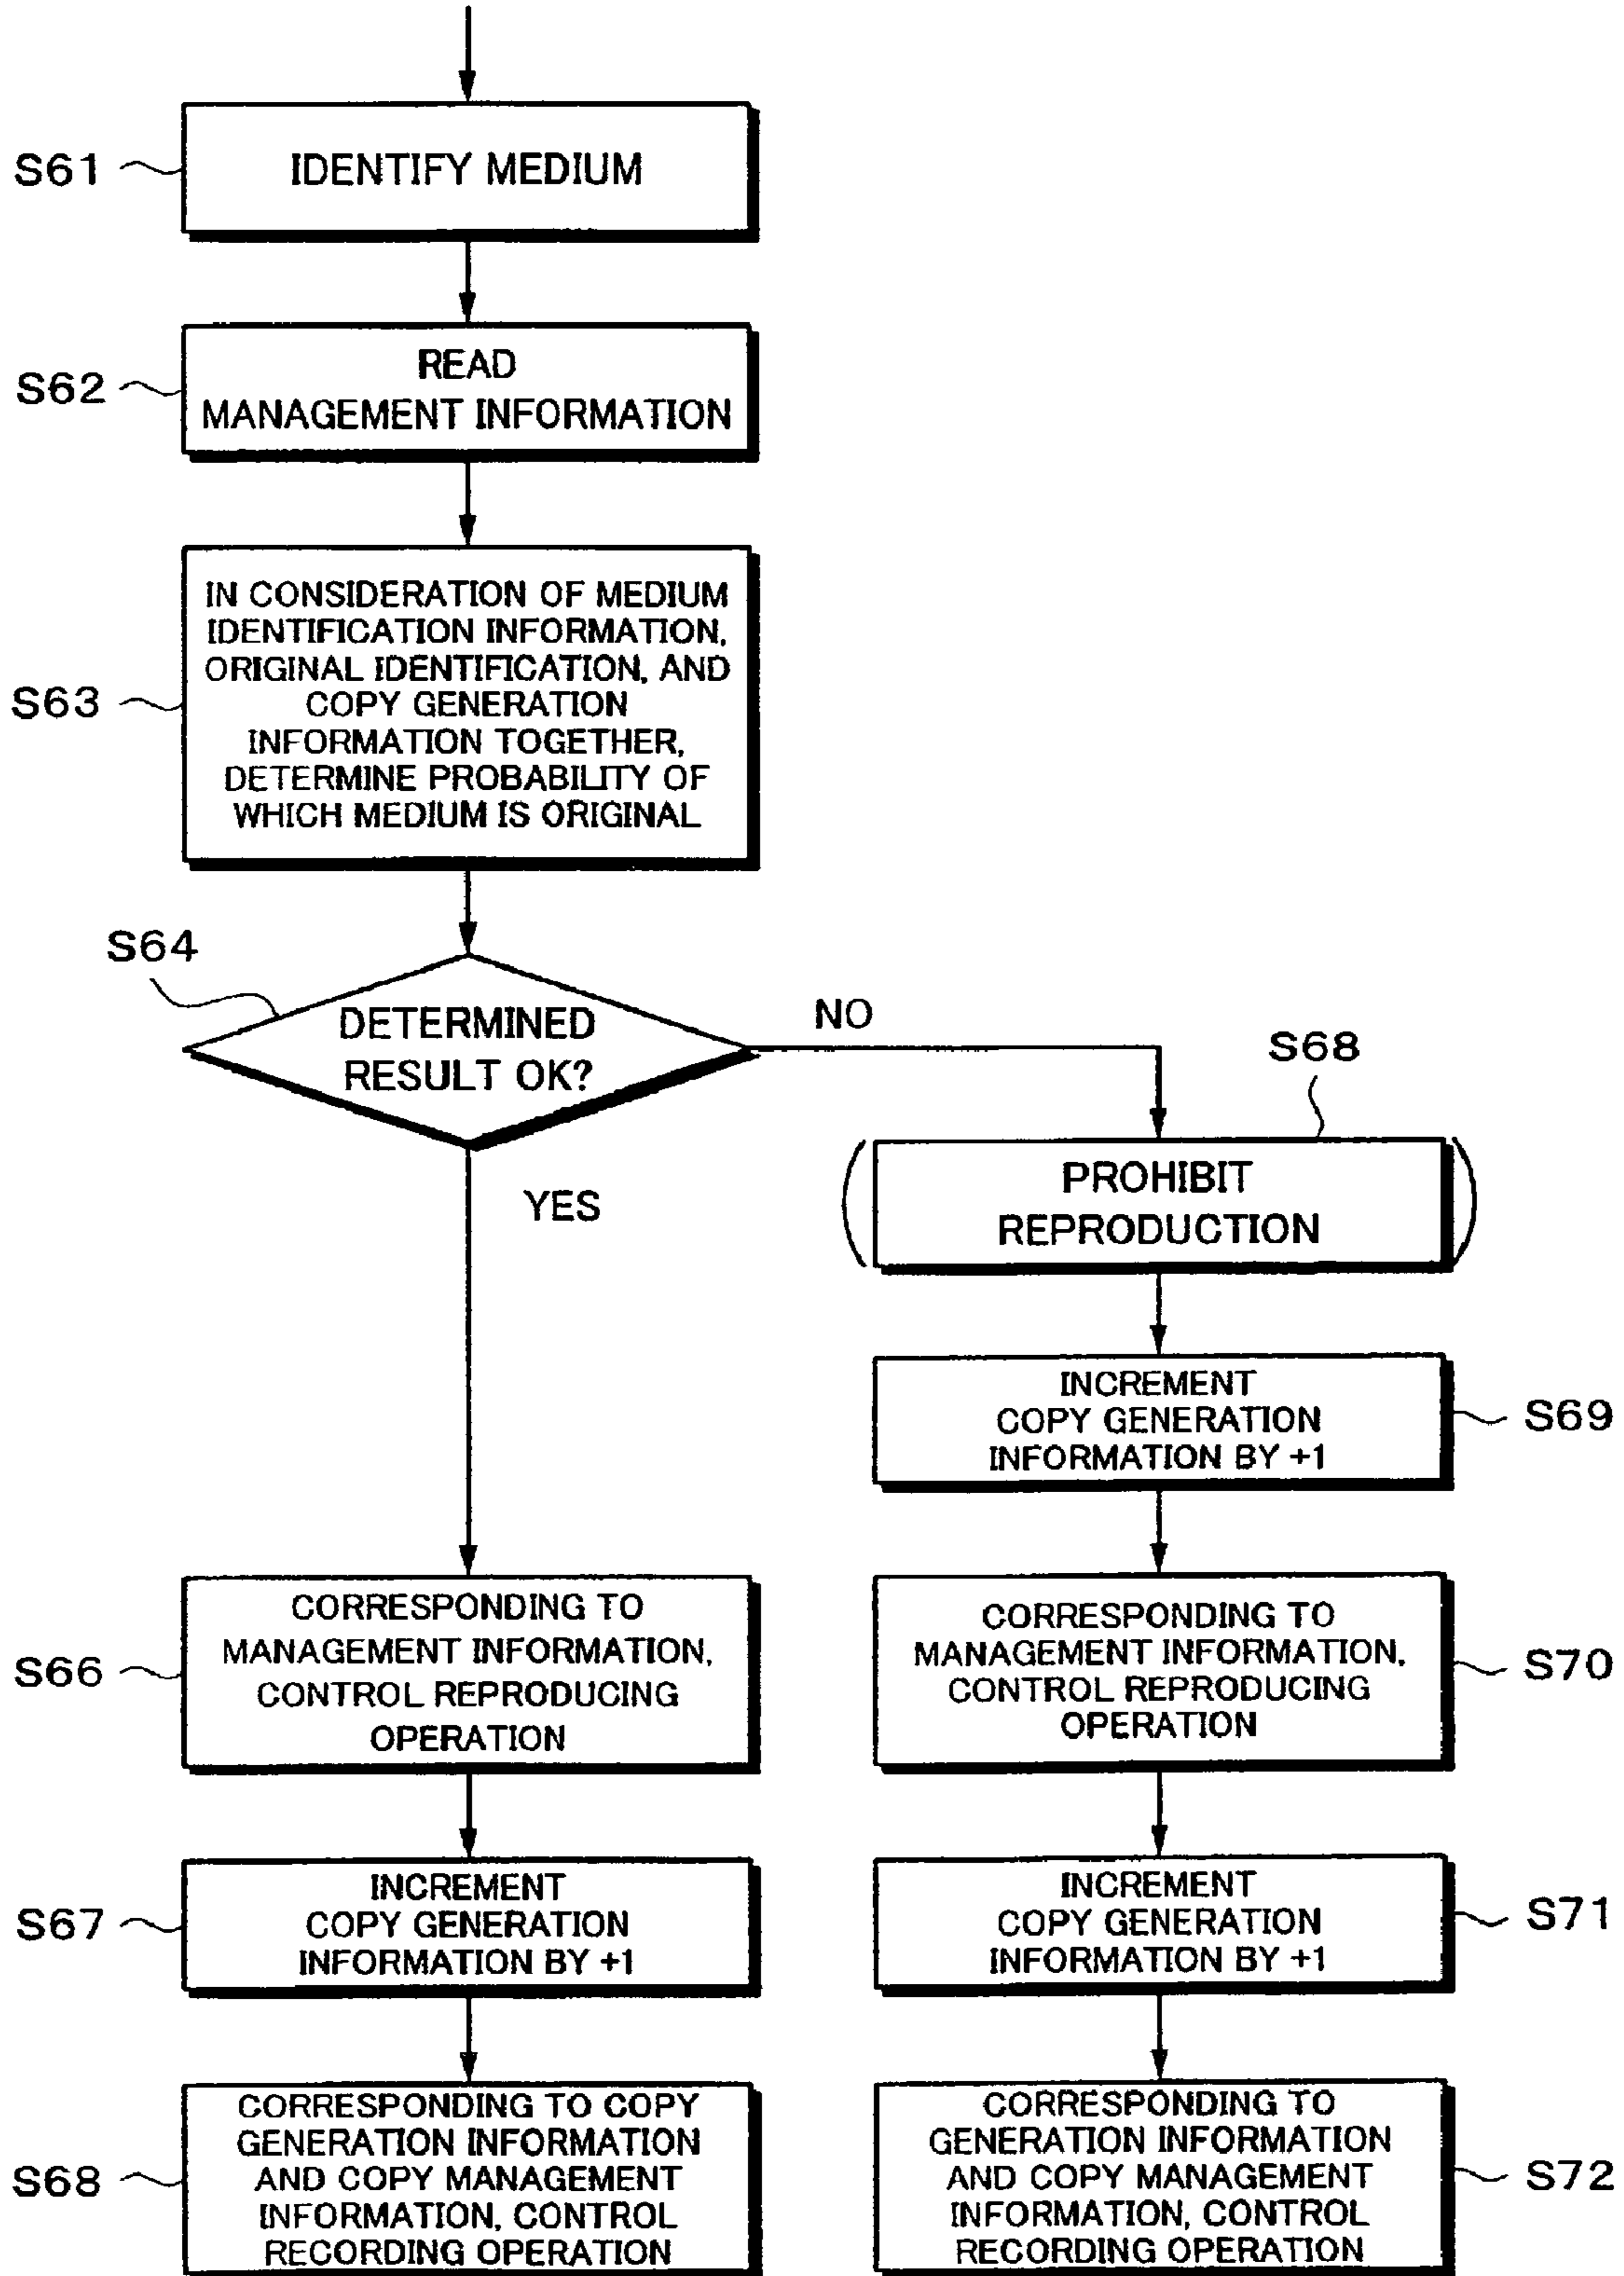 S61
IDENTIFY MEDIUM
S62
READ
MANAGEMENT INFORMATION
S63
IN CONSIDERATION OF MEDIUM
IDENTIFICATION INFORMATION,
ORIGINAL IDENTIFICATION, AND
COPY GENERATION
INFORMATION TOGETHER,
DETERMINE PROBABILITY OF
WHICH MEDIUM IS ORIGINAL
S64
DETERMINED
RESULT OK?
NO
YES
S68
PROHIBIT
REPRODUCTION
INCREMENT
COPY GENERATION
INFORMATION BY +1
S69
S66
CORRESPONDING TO
MANAGEMENT INFORMATION,
CONTROL REPRODUCING
OPERATION
CORRESPONDING TO
MANAGEMENT INFORMATION,
CONTROL REPRODUCING
OPERATION
S70
S67
INCREMENT
COPY GENERATION
INFORMATION BY +1
INCREMENT
COPY GENERATION
INFORMATION BY +1
S71
S68
CORRESPONDING TO COPY
GENERATION INFORMATION
AND COPY MANAGEMENT
INFORMATION, CONTROL
RECORDING OPERATION
CORRESPONDING TO
GENERATION INFORMATION
AND COPY MANAGEMENT
INFORMATION, CONTROL
RECORDING OPERATION
S72